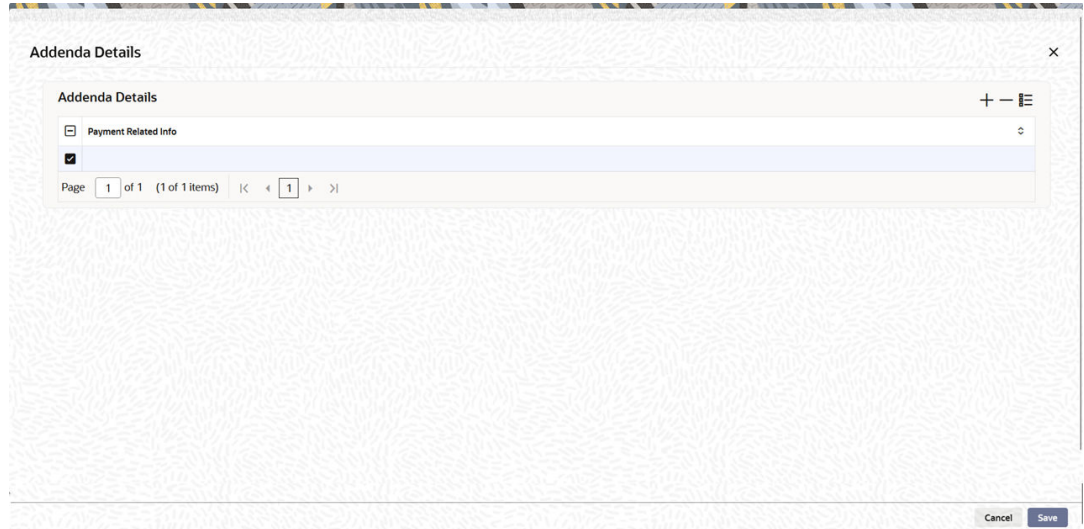 Addenda Details
Addenda Details
Payment Related Info
Page 1 of 1 (1 of 1 items) 1
Cancel Save